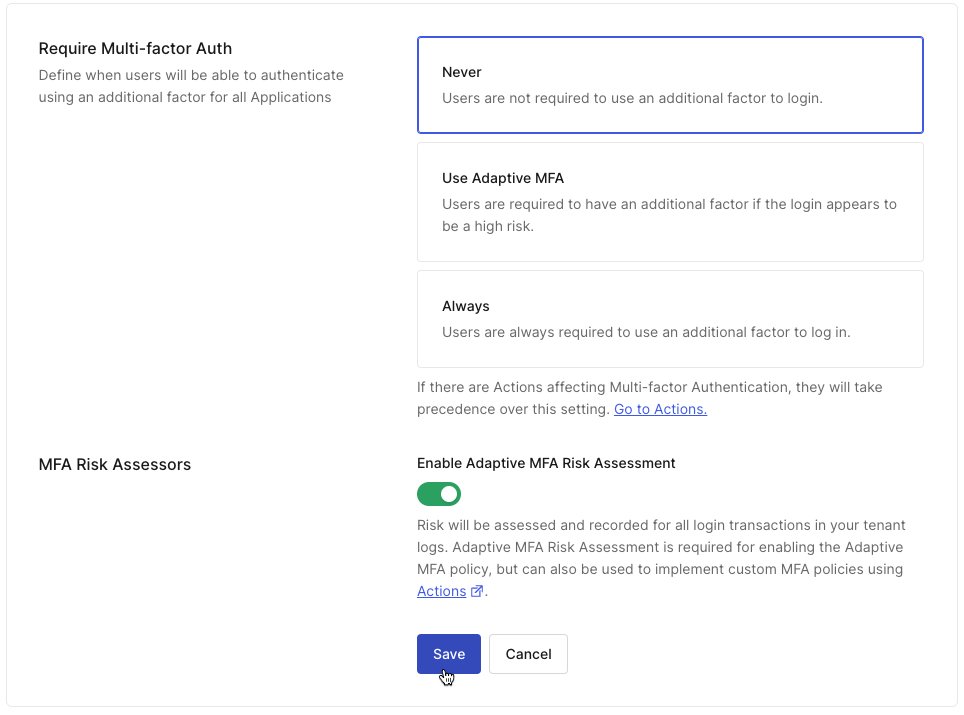 Require Multi-factor Auth
Define when users will be able to authenticate
using an additional factor for all Applications
Never
Users are not required to use an additional factor to login.
Use Adaptive MFA
Users are required to have an additional factor if the login appears to
be a high risk.
Always
Users are always required to use an additional factor to log in.
If there are Actions affecting Multi-factor Authentication, they will take
precedence over this setting. Go to Actions.
MFA Risk Assessors
Enable Adaptive MFA Risk Assessment
Risk will be assessed and recorded for all login transactions in your tenant
logs. Adaptive MFA Risk Assessment is required for enabling the Adaptive
MFA policy, but can also be used to implement custom MFA policies using
Actions.
Save
Cancel